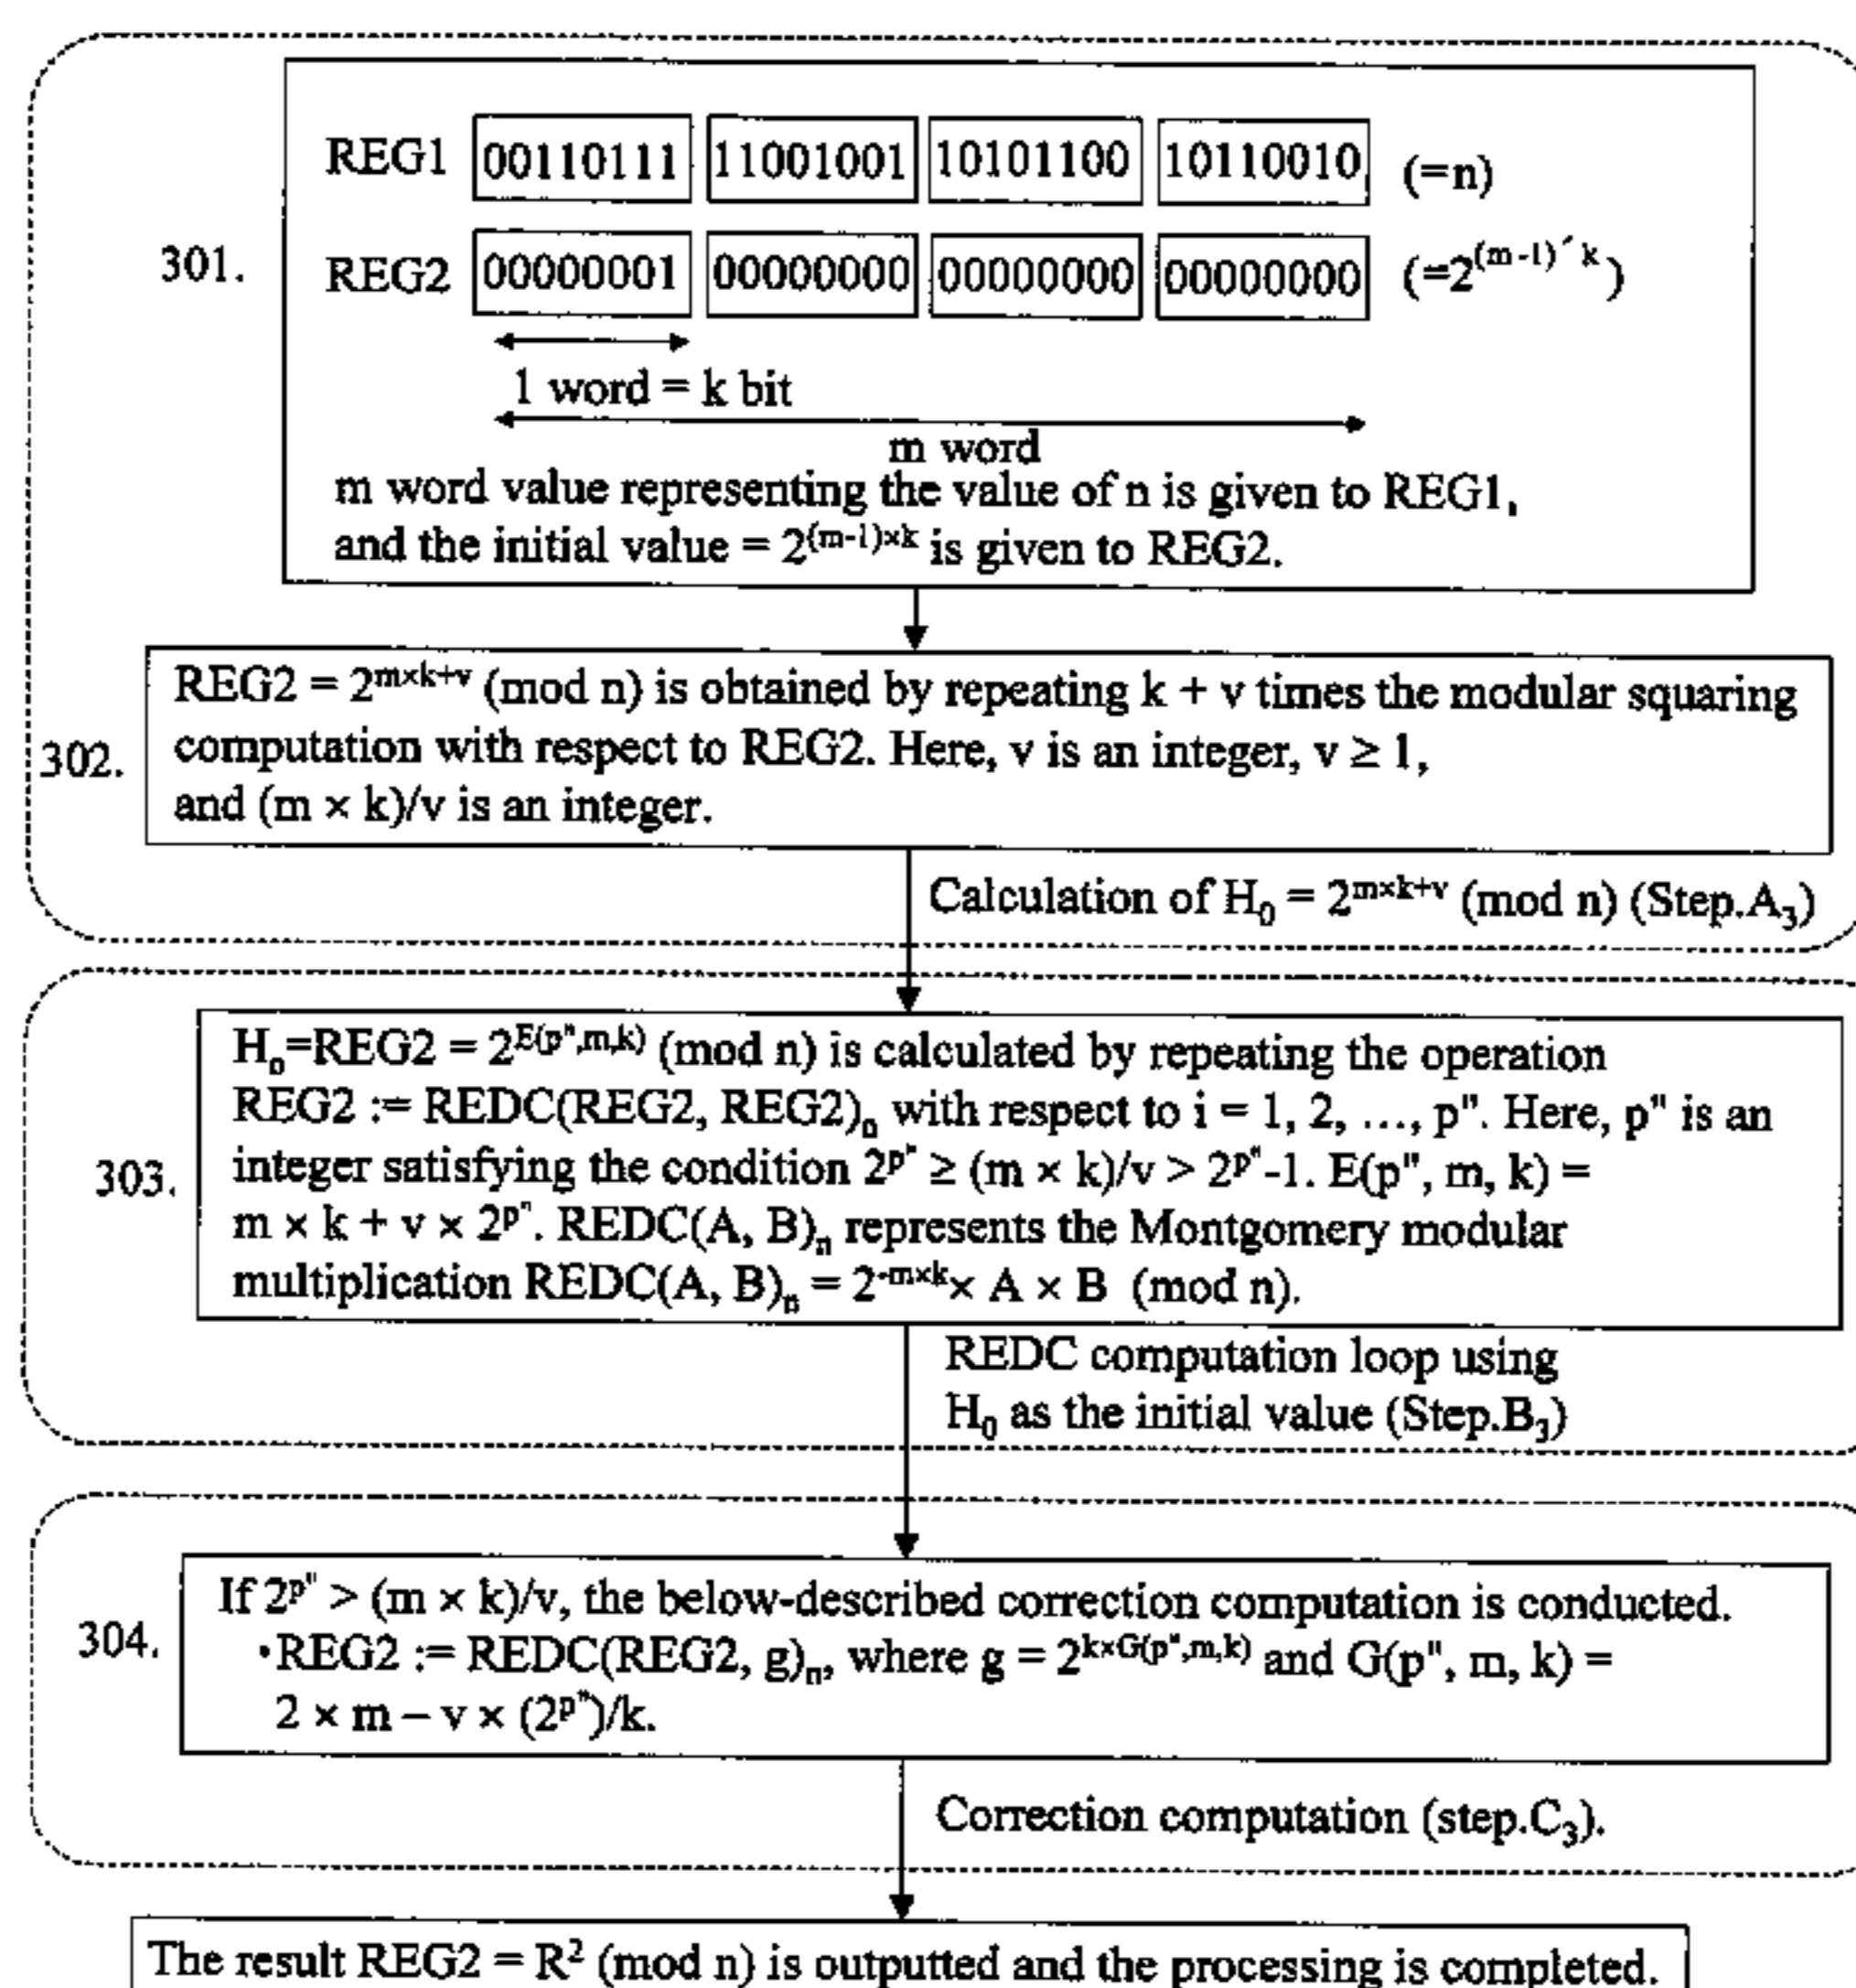 REG1 00110111 11001001 10101100 10110010 (=n)
301.
REG2 00000001 00000000 00000000 00000000 (=2^(m-1)´k)
1 word = k bit
m word
m word value representing the value of n is given to REG1,
and the initial value = 2^(m-1)×k is given to REG2.
302.
REG2 = 2^m×k+v (mod n) is obtained by repeating k + v times the modular squaring
computation with respect to REG2. Here, v is an integer, v ≥ 1,
and (m × k)/v is an integer.
Calculation of H₀ = 2^m×k+v (mod n) (Step.A₃)
303.
H₀=REG2 = 2^E(p",m,k) (mod n) is calculated by repeating the operation
REG2 := REDC(REG2, REG2)ₙ with respect to i = 1, 2, ..., p". Here, p" is an
integer satisfying the condition 2^p" ≥ (m × k)/v > 2^p"-1. E(p", m, k) =
m × k + v × 2^p". REDC(A, B)ₙ represents the Montgomery modular
multiplication REDC(A, B)ₙ = 2^-m×k × A × B (mod n).
REDC computation loop using
H₀ as the initial value (Step.B₃)
304.
If 2^p" > (m × k)/v, the below-described correction computation is conducted.
•REG2 := REDC(REG2, g)ₙ, where g = 2^k×G(p",m,k) and G(p", m, k) =
2 × m – v × (2^p")/k.
Correction computation (step.C₃).
The result REG2 = R² (mod n) is outputted and the processing is completed.